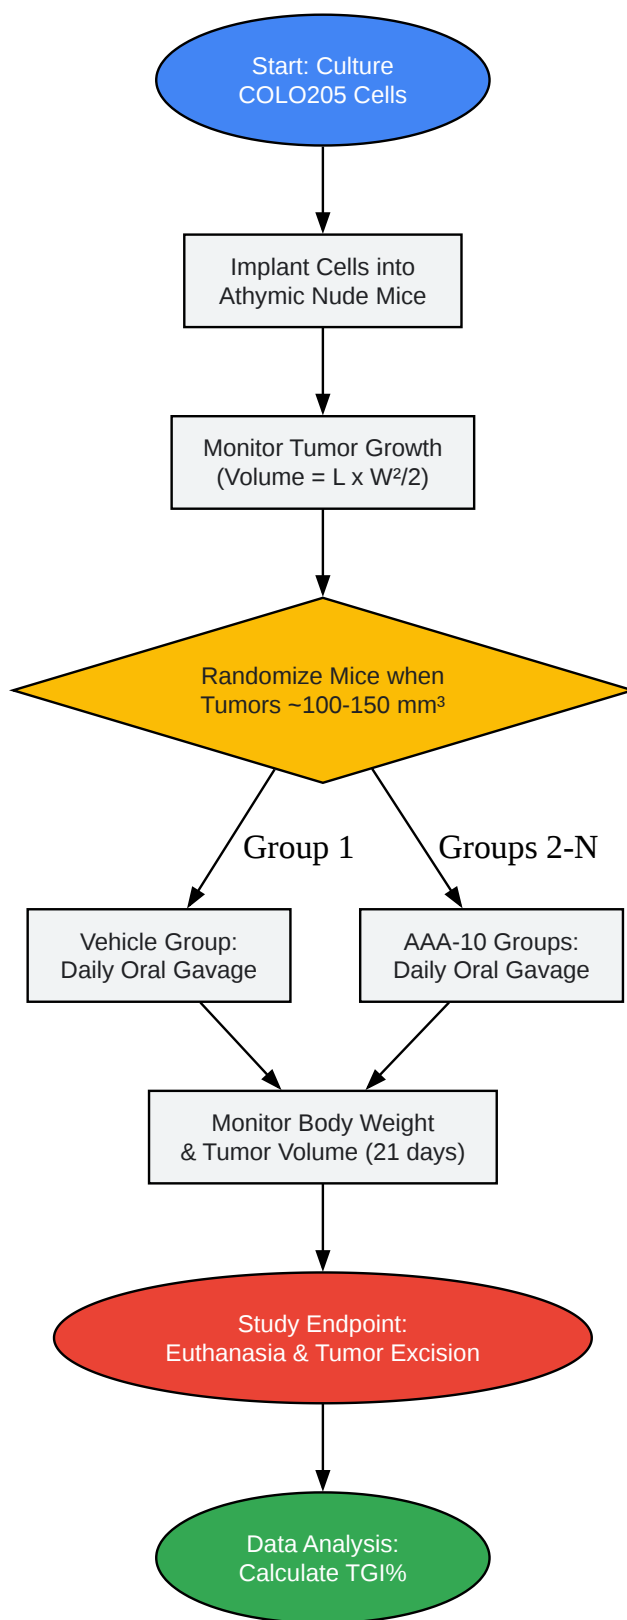 Start: Culture
COLO205 Cells
Implant Cells into
Athymic Nude Mice
Monitor Tumor Growth
(Volume = L x W²/2)
Randomize Mice when
Tumors ~100-150 mm³
Group 1
Groups 2-N
Vehicle Group:
Daily Oral Gavage
AAA-10 Groups:
Daily Oral Gavage
Monitor Body Weight
& Tumor Volume (21 days)
Study Endpoint:
Euthanasia & Tumor Excision
Data Analysis:
Calculate TGI%